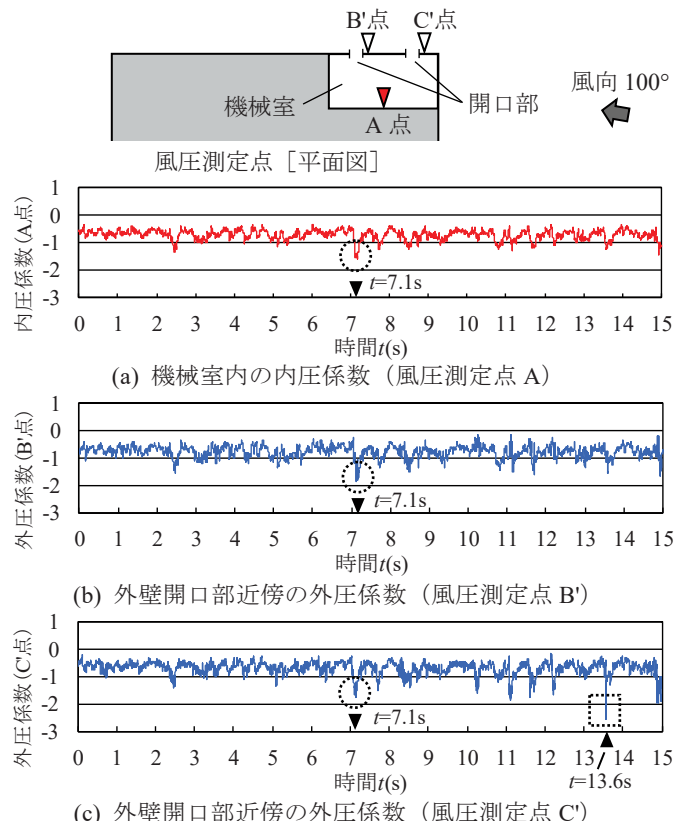 B'点 C'点
機械室
開口部
風向 100°
A 点
風圧測定点［平面図］
内圧係数(A点)
1
0
-1
-2
-3
t=7.1s
0 1 2 3 4 5 6 7 8 9 10 11 12 13 14 15
時間t(s)
(a) 機械室内の内圧係数（風圧測定点 A）
外圧係数(B'点)
1
0
-1
-2
-3
t=7.1s
0 1 2 3 4 5 6 7 8 9 10 11 12 13 14 15
時間t(s)
(b) 外壁開口部近傍の外圧係数（風圧測定点 B'）
外圧係数(C'点)
1
0
-1
-2
-3
t=7.1s
0 1 2 3 4 5 6 7 8 9 10 11 12 13 14 15
時間t(s)
t=13.6s
(c) 外壁開口部近傍の外圧係数（風圧測定点 C'）